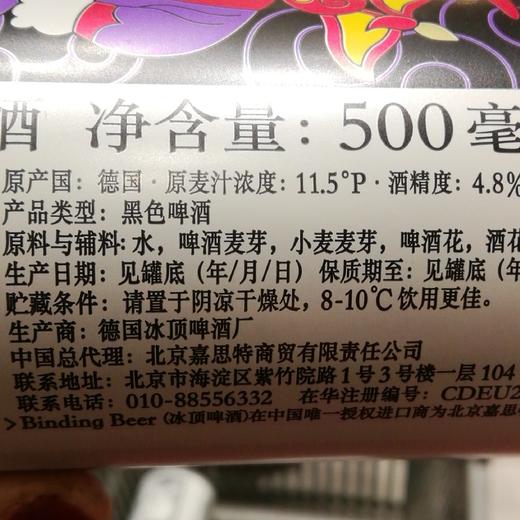 酒 净含量：500毫
原产国：德国·原麦汁浓度：11.5°P·酒精度：4.8%
产品类型：黑色啤酒
原料与辅料：水，啤酒麦芽，小麦麦芽，啤酒花，酒花
生产日期：见罐底（年/月/日）保质期至：见罐底（年
贮藏条件：请置于阴凉干燥处，8-10℃饮用更佳。
生产商：德国冰顶啤酒厂
中国总代理：北京嘉思特商贸有限责任公司
联系地址：北京市海淀区紫竹院路1号3号楼一层104
联系电话：010-88556332 在华注册编号：CDEU2
>Binding Beer（冰顶啤酒）在中国唯一授权进口商为北京嘉思